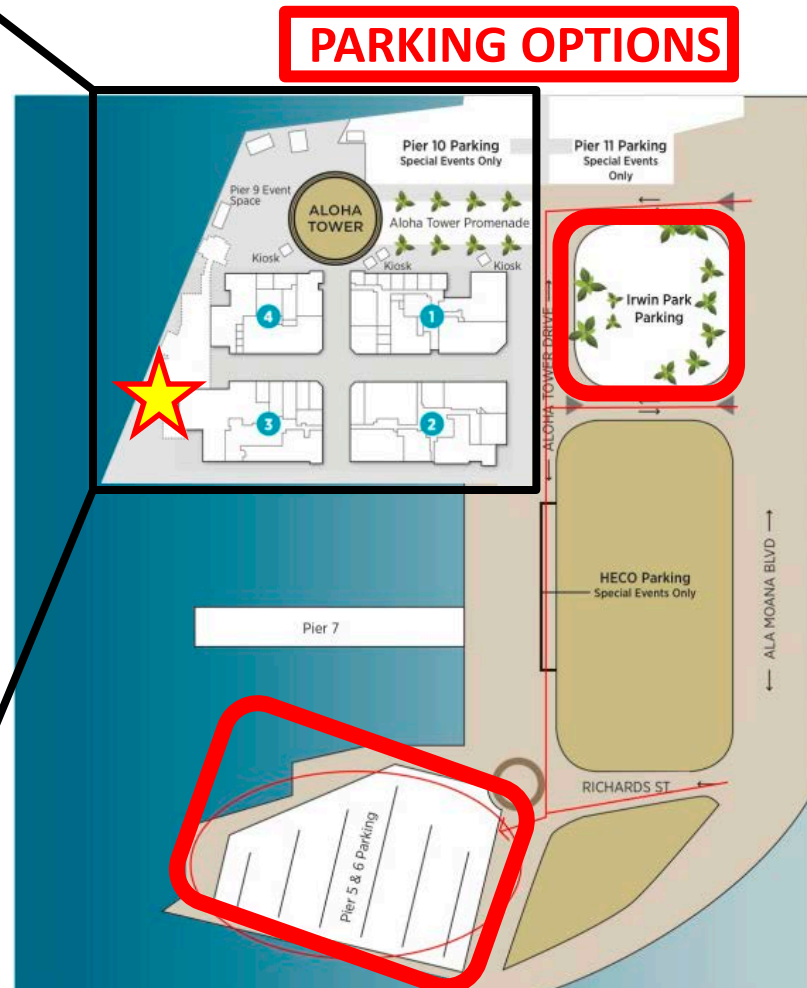 PARKING OPTIONS
Pier 10 Parking
Special Events Only
Pier 11 Parking
Special Events
Only
Pier 9 Event
Space
ALOHA
TOWER
Aloha Tower Promenade
Kiosk
Kiosk
Kiosk
Irwin Park
Parking
4
1
3
2
ALOHA TOWER DRIVE
HECO Parking
Special Events Only
ALA MOANA BLVD
Pier 7
RICHARDS ST
Pier 5 & 6 Parking